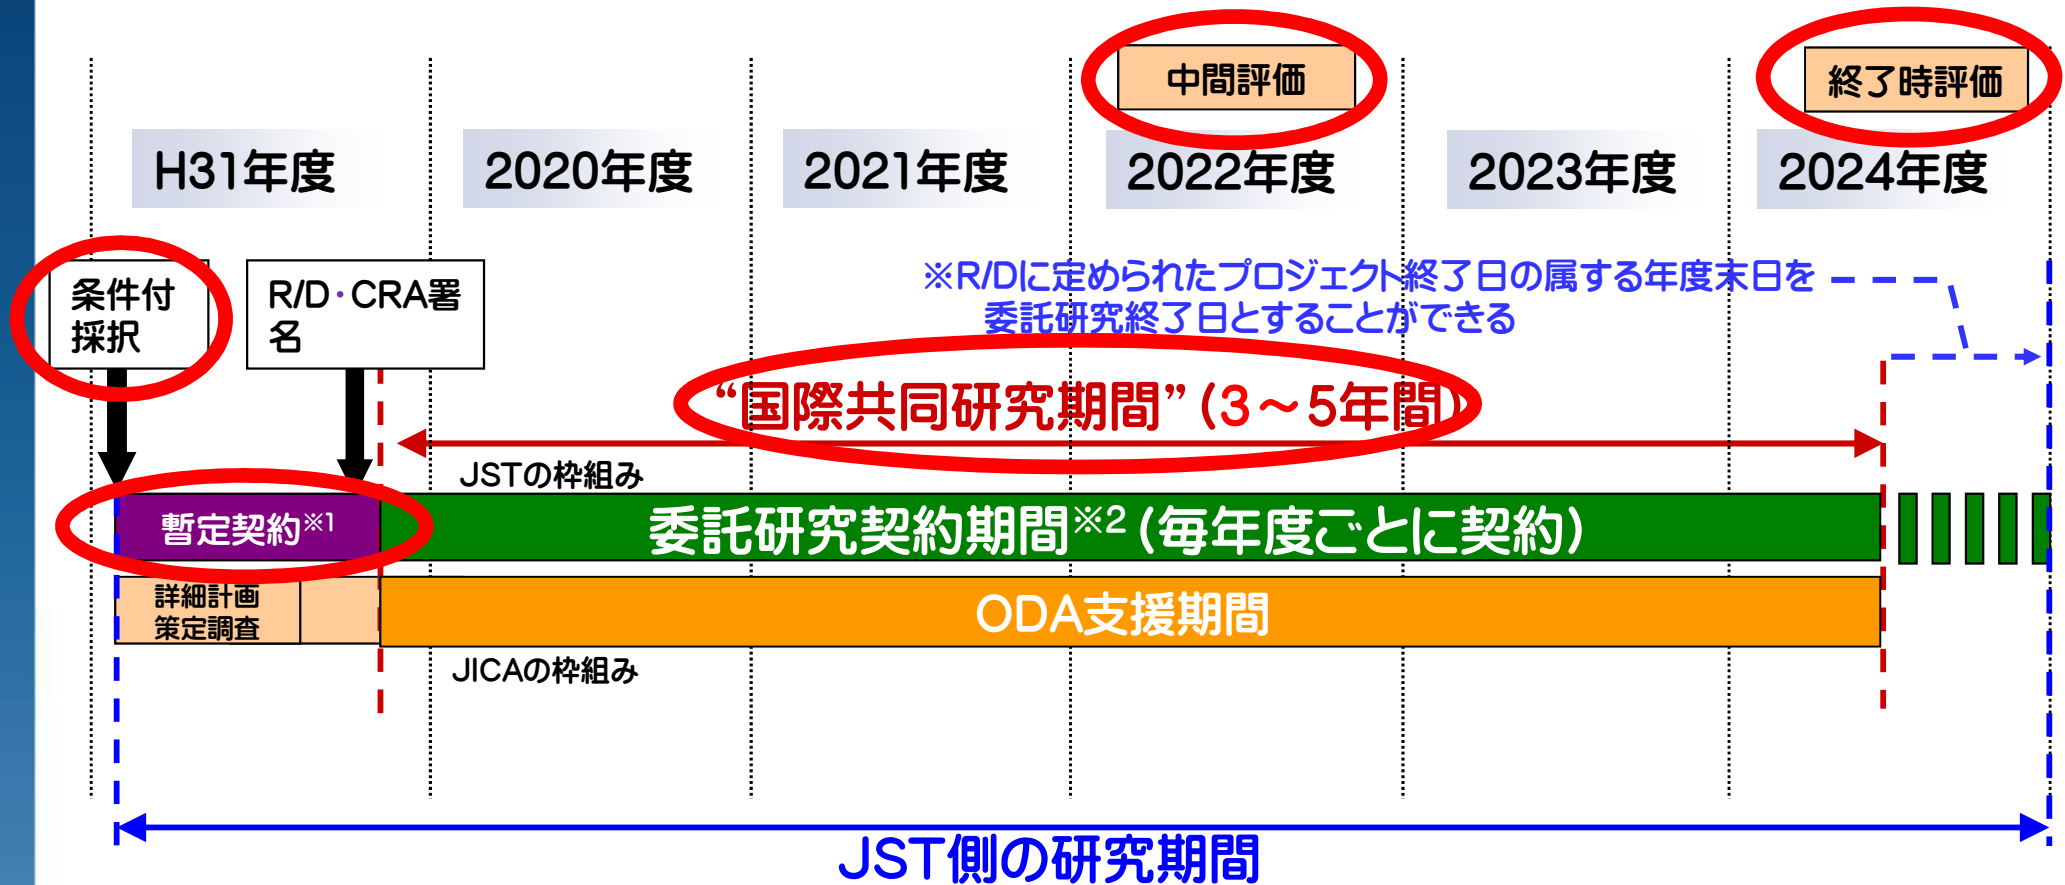 中間評価
終了時評価
H31年度
2020年度
2021年度
2022年度
2023年度
2024年度
条件付
採択
R/D・CRA署
名
※R/Dに定められたプロジェクト終了日の属する年度末日を
委託研究終了日とすることができる
“国際共同研究期間”(3～5年間)
JSTの枠組み
暫定契約※1
委託研究契約期間※2(毎年度ごとに契約)
詳細計画
策定調査
ODA支援期間
JICAの枠組み
JST側の研究期間